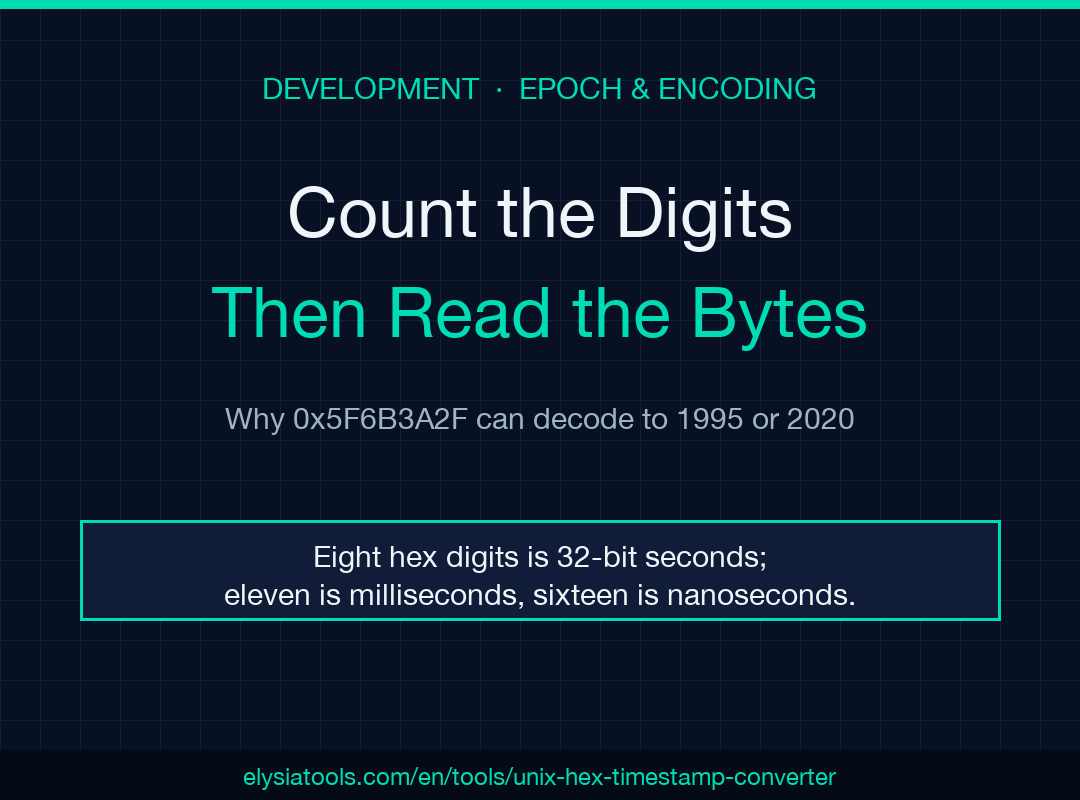 DEVELOPMENT · EPOCH & ENCODING
Count the Digits
Then Read the Bytes
Why 0x5F6B3A2F can decode to 1995 or 2020
Eight hex digits is 32-bit seconds;
eleven is milliseconds, sixteen is nanoseconds.
elysiatools.com/en/tools/unix-hex-timestamp-converter